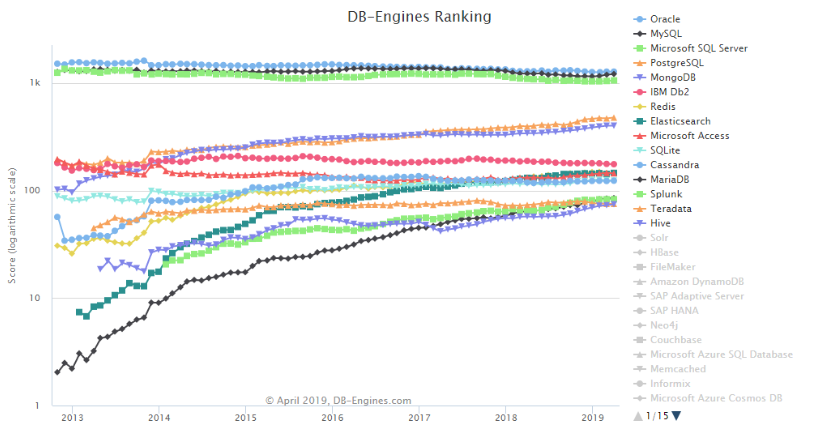 DB-Engines Ranking
Score (logarithmic scale)
1k
100
10
1
2013
2014
2015
2016
2017
2018
2019
© April 2019, DB-Engines.com
Oracle
MySQL
Microsoft SQL Server
PostgreSQL
MongoDB
IBM Db2
Redis
Elasticsearch
Microsoft Access
SQLite
Cassandra
MariaDB
Splunk
Teradata
Hive
Solr
HBase
FileMaker
Amazon DynamoDB
SAP Adaptive Server
SAP HANA
Neo4j
Couchbase
Microsoft Azure SQL Database
Memcached
Informix
Microsoft Azure Cosmos DB
1/15